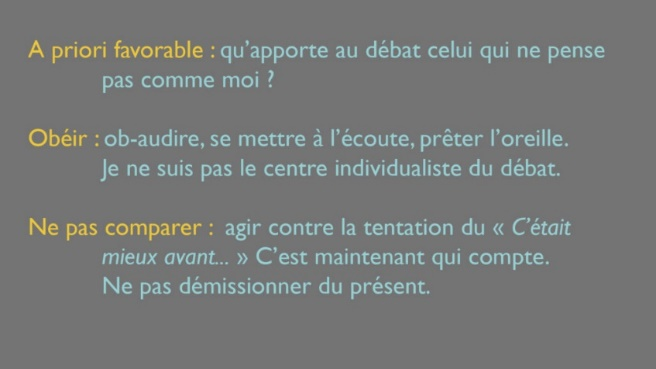 A priori favorable : qu'apporte au débat celui qui ne pense
pas comme moi ?
Obéir : ob-audire, se mettre à l'écoute, prêter l'oreille.
Je ne suis pas le centre individualiste du débat.
Ne pas comparer : agir contre la tentation du « C'était
mieux avant... » C'est maintenant qui compte.
Ne pas démissionner du présent.